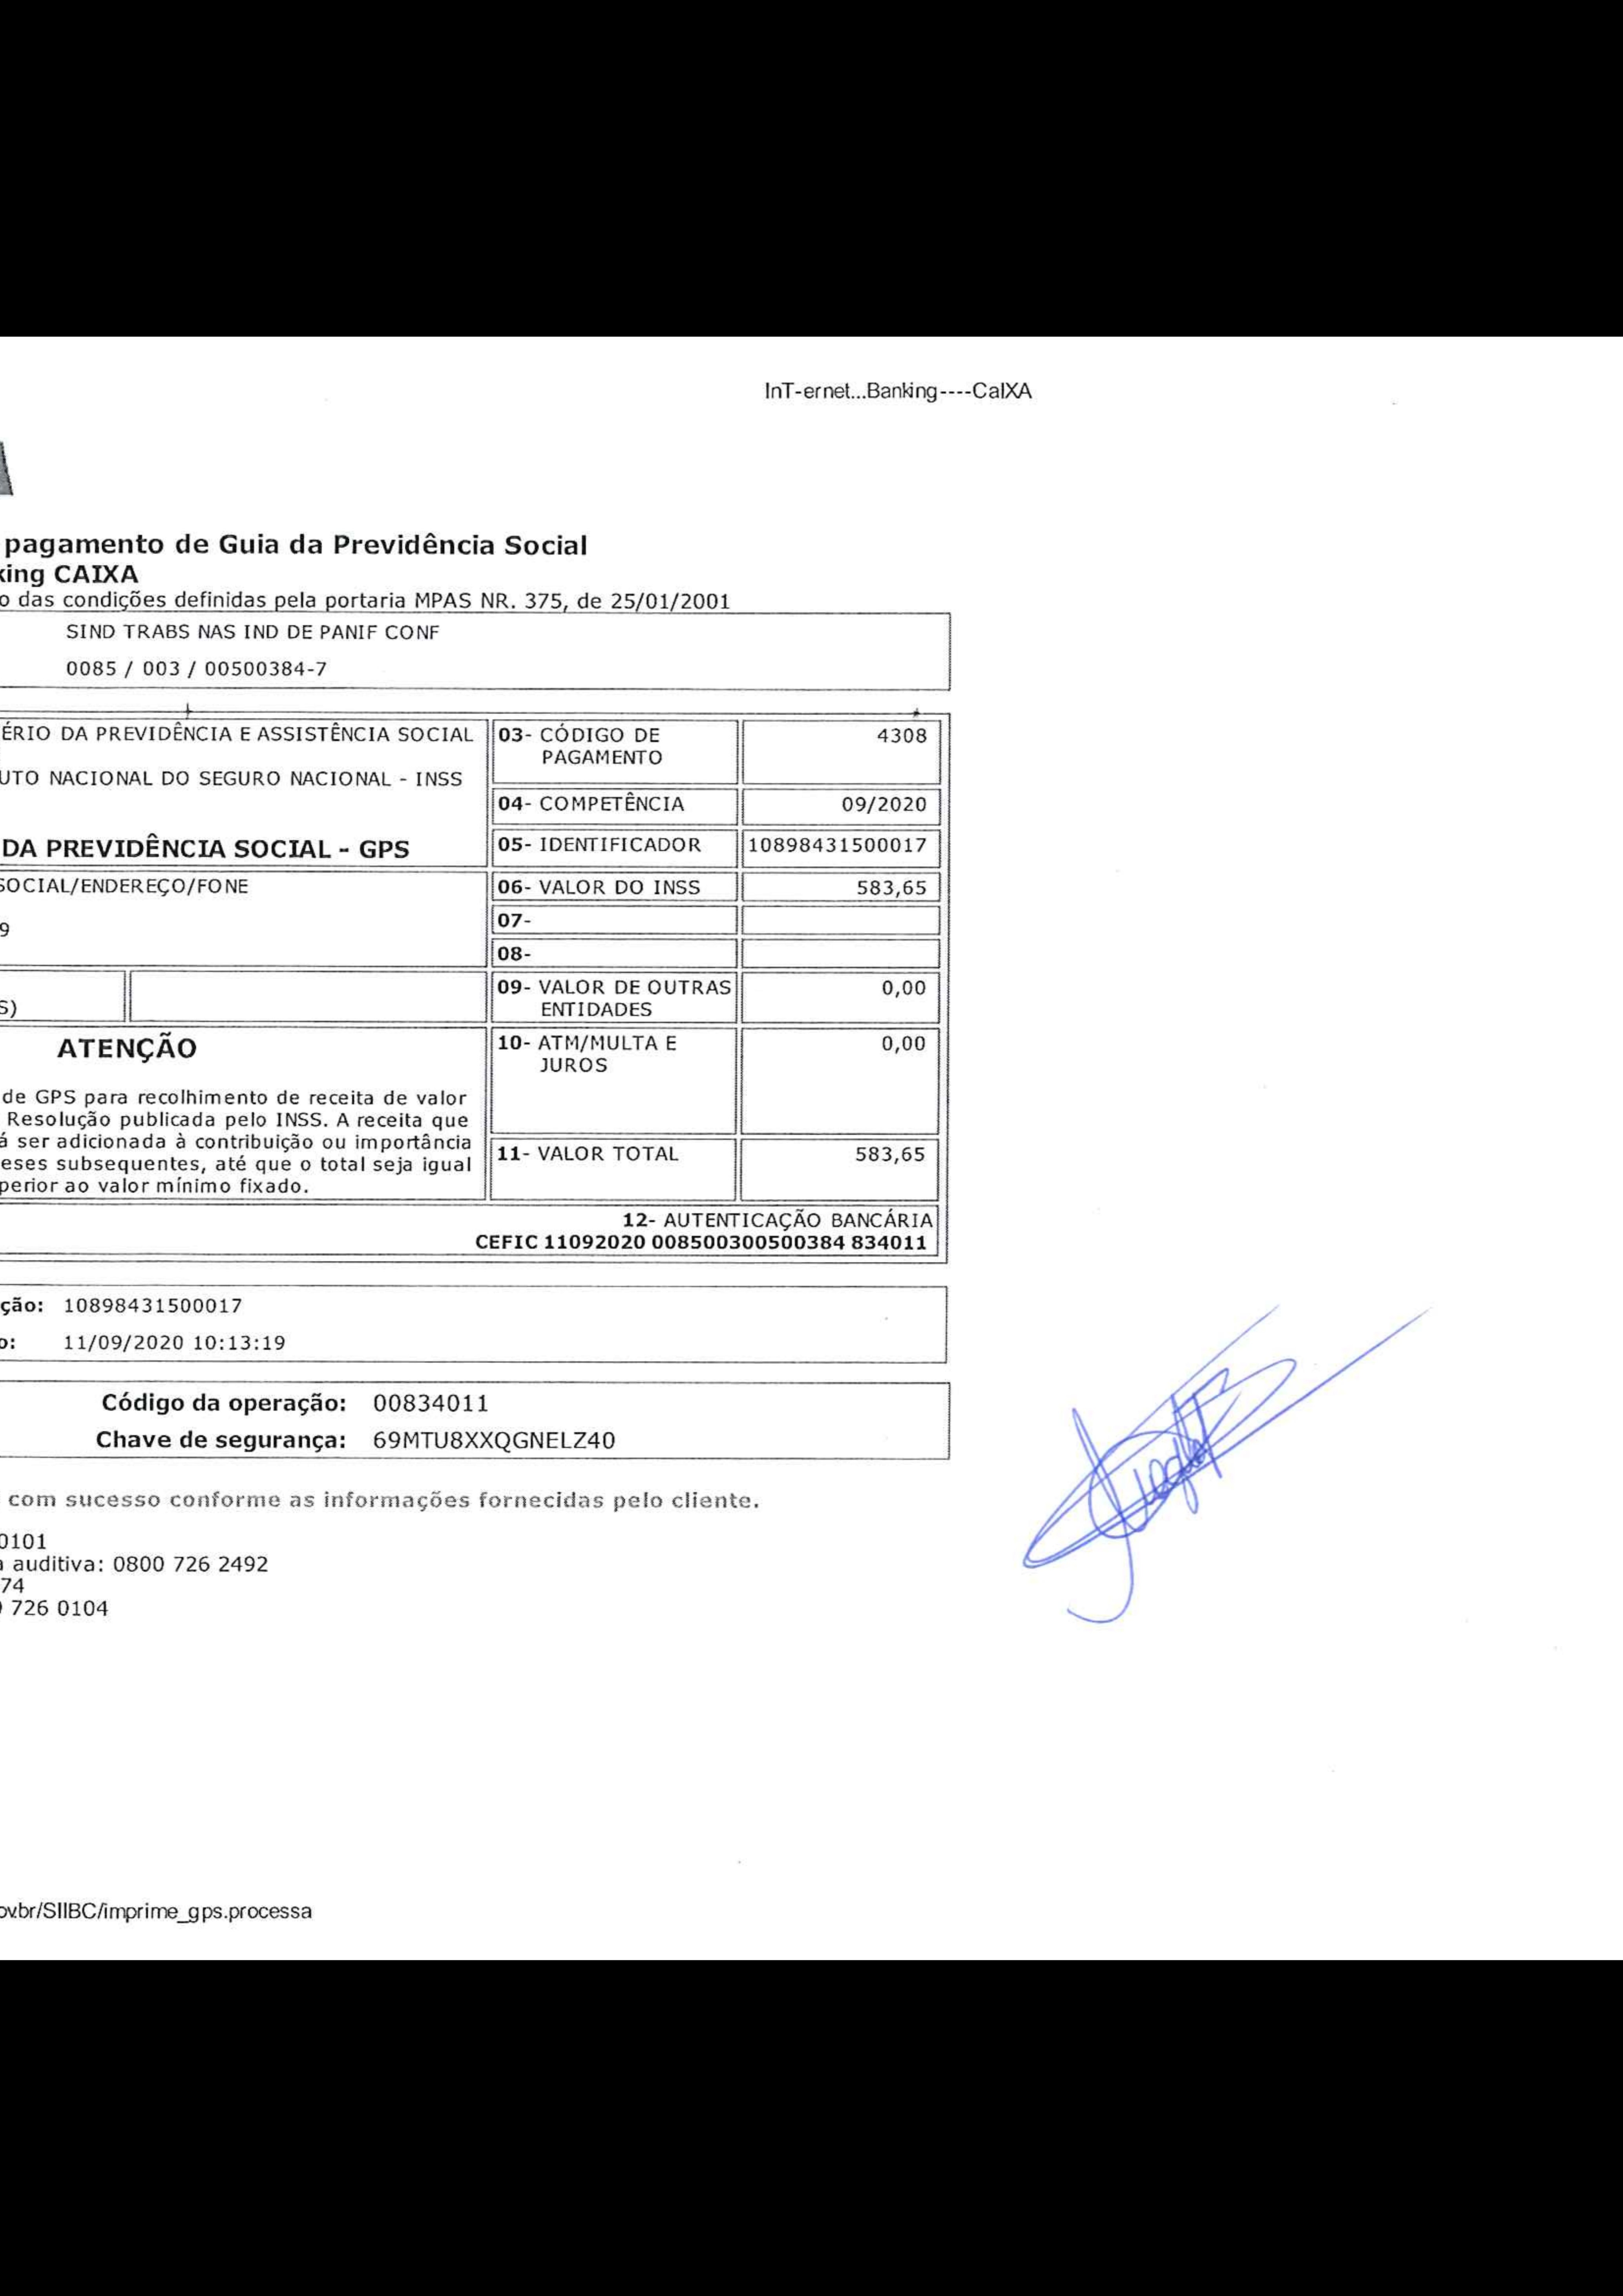 InT-ernet...Banking----CaIXA
pagamento de Guia da Previdência Social
king CAIXA
o das condições definidas pela portaria MPAS NR. 375, de 25/01/2001
SIND TRABS NAS IND DE PANIF CONF
0085 / 003 / 00500384-7
ÉRIO DA PREVIDÊNCIA E ASSISTÊNCIA SOCIAL
UTO NACIONAL DO SEGURO NACIONAL - INSS
DA PREVIDÊNCIA SOCIAL - GPS
03- CÓDIGO DE PAGAMENTO 4308
04- COMPETÊNCIA 09/2020
05- IDENTIFICADOR 10898431500017
SOCIAL/ENDEREÇO/FONE
9
06- VALOR DO INSS 583,65
07-
08-
S)
09- VALOR DE OUTRAS ENTIDADES 0,00
ATENÇÃO
de GPS para recolhimento de receita de valor
Resolução publicada pelo INSS. A receita que
á ser adicionada à contribuição ou importância
eses subsequentes, até que o total seja igual
perior ao valor mínimo fixado.
10- ATM/MULTA E JUROS 0,00
11- VALOR TOTAL 583,65
12- AUTENTICAÇÃO BANCÁRIA
CEFIC 11092020 008500300500384 834011
ção: 10898431500017
o: 11/09/2020 10:13:19
Código da operação: 00834011
Chave de segurança: 69MTU8XXQGNELZ40
com sucesso conforme as informações fornecidas pelo cliente.
0101
a auditiva: 0800 726 2492
74
0 726 0104
ov.br/SIIBC/imprime_gps.processa